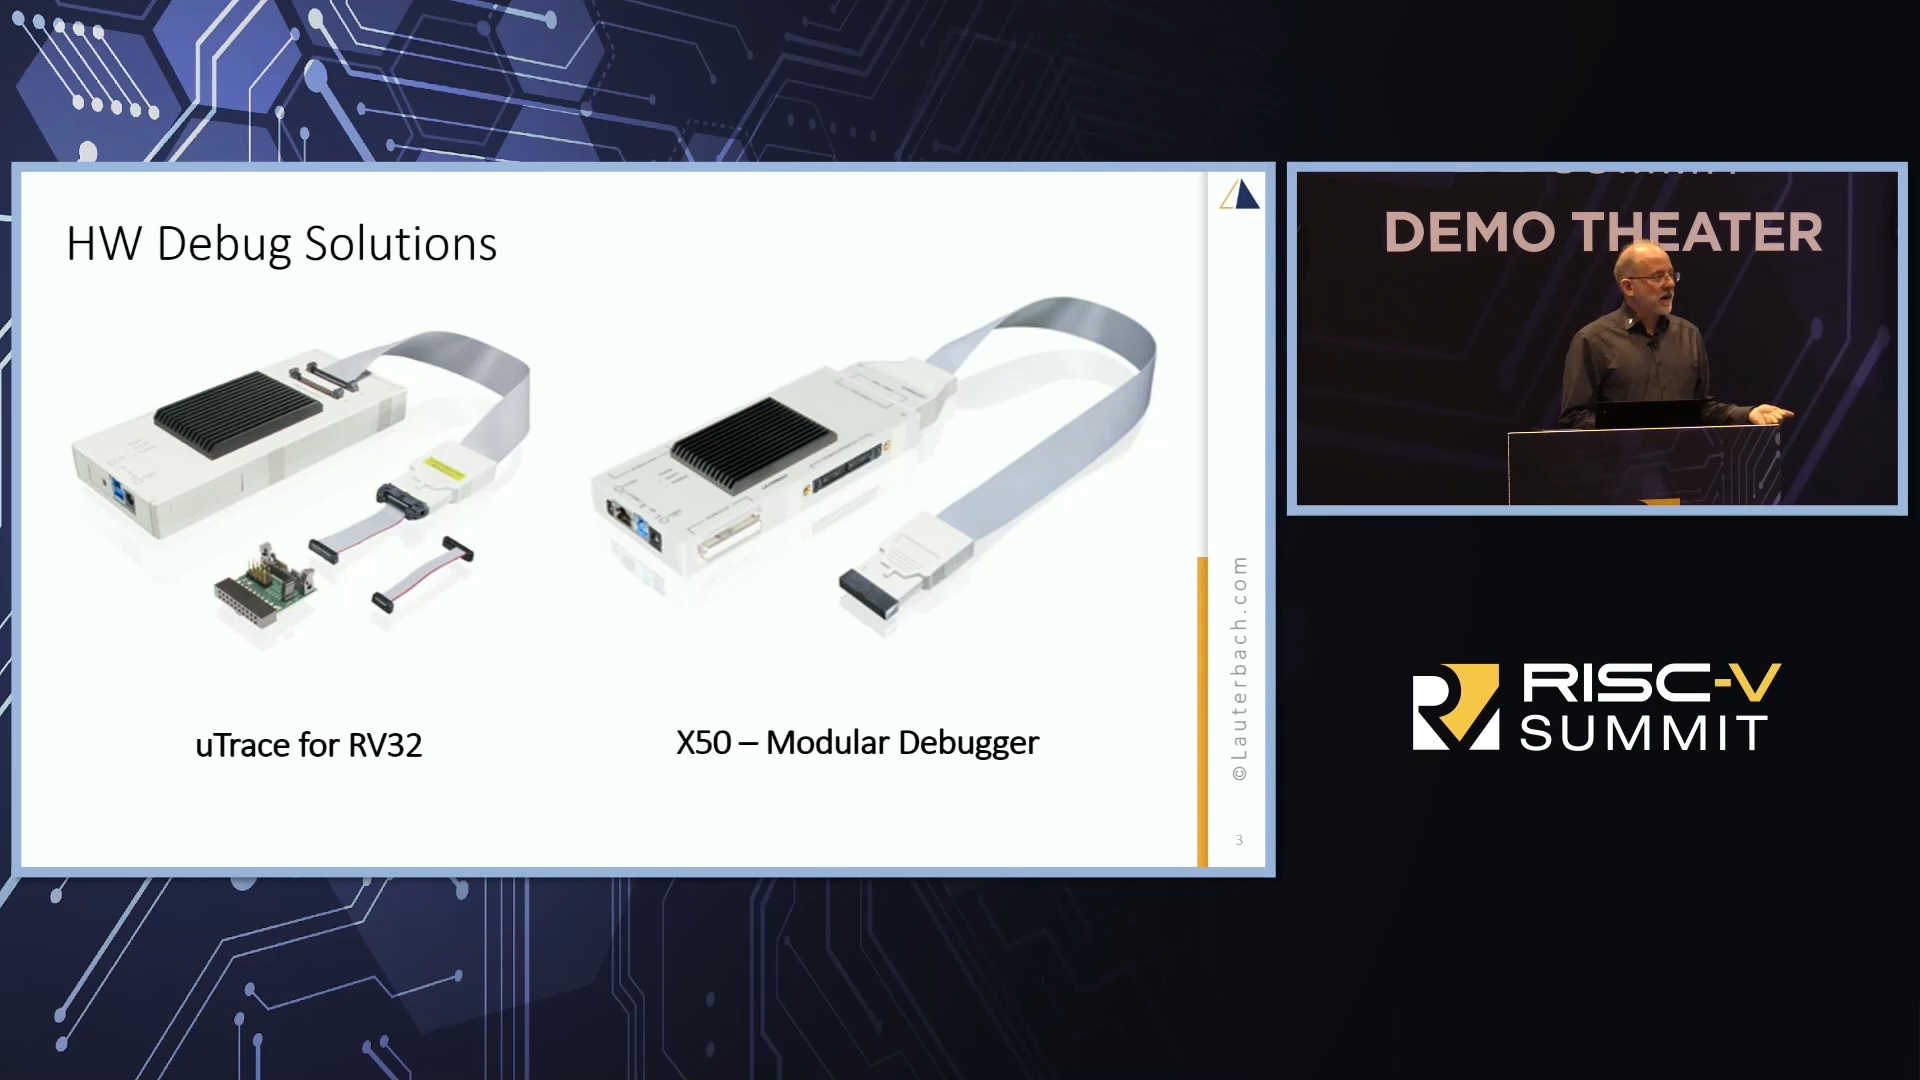 HW Debug Solutions
uTrace for RV32
X50 – Modular Debugger
©Lauterbach.com
3
DEMO THEATER
RISC-V
SUMMIT